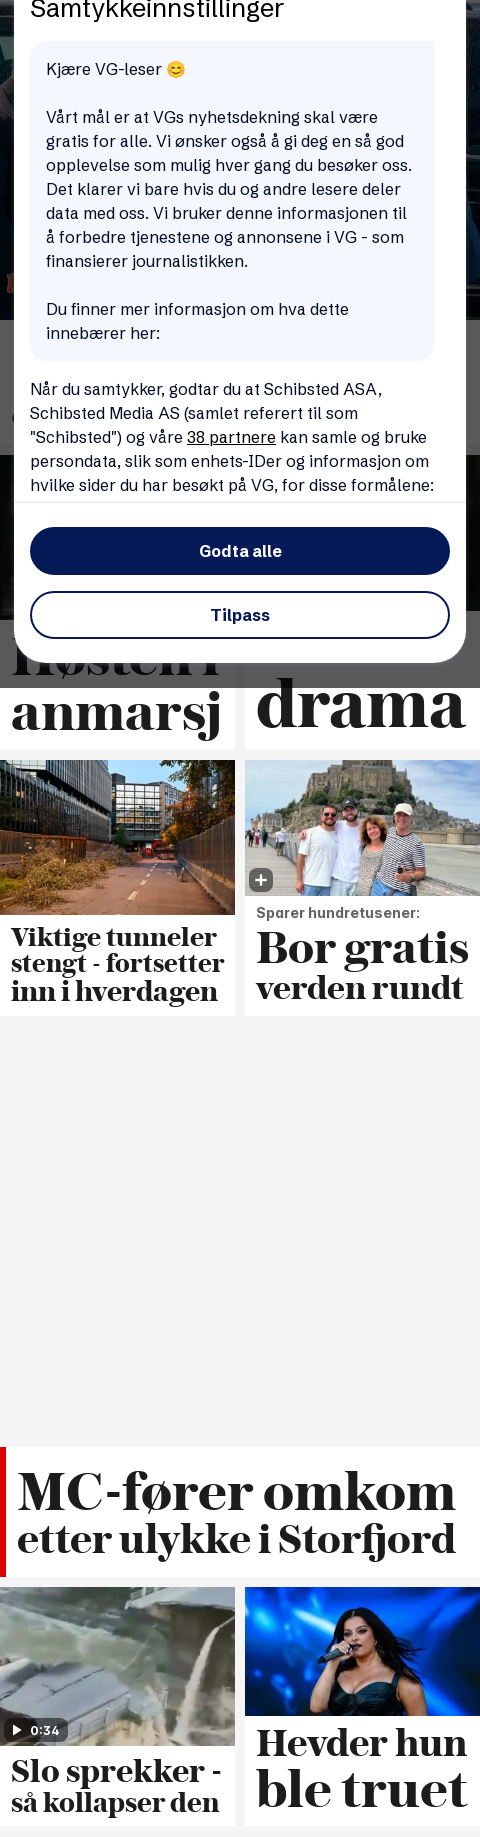 Samtykkeinnstillinger
Kjære VG-leser 😊
Vårt mål er at VGs nyhetsdekning skal være
gratis for alle. Vi ønsker også å gi deg en så god
opplevelse som mulig hver gang du besøker oss.
Det klarer vi bare hvis du og andre lesere deler
data med oss. Vi bruker denne informasjonen til
å forbedre tjenestene og annonsene i VG - som
finansierer journalistikken.
Du finner mer informasjon om hva dette
innebærer her:
Når du samtykker, godtar du at Schibsted ASA,
Schibsted Media AS (samlet referert til som
"Schibsted") og våre 38 partnere kan samle og bruke
persondata, slik som enhets-IDer og informasjon om
hvilke sider du har besøkt på VG, for disse formålene:
Godta alle
Tilpass
Høsten i
anmarsj
drama
Viktige tunneler
stengt - fortsetter
inn i hverdagen
Sparer hundretusener:
Bor gratis
verden rundt
MC-fører omkom
etter ulykke i Storfjord
0:34
Slo sprekker -
så kollapser den
Hevder hun
ble truet